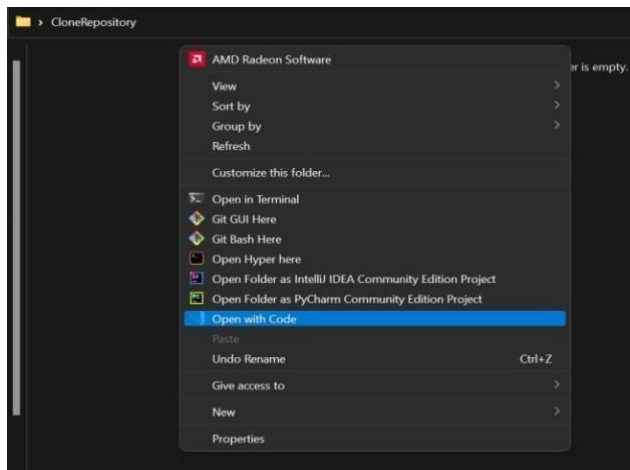 CloneRepository
AMD Radeon Software
er is empty.
View
Sort by
Group by
Refresh
Customize this folder...
Open in Terminal
Git GUI Here
Git Bash Here
Open Hyper here
Open Folder as IntelliJ IDEA Community Edition Project
Open Folder as PyCharm Community Edition Project
Open with Code
Paste
Undo Rename Ctrl+Z
Give access to
New
Properties